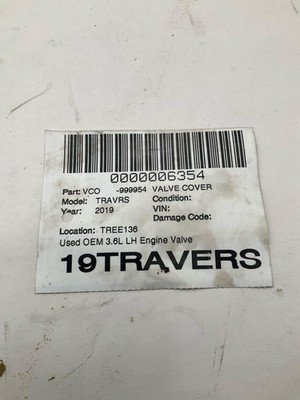 0000006354
Part: VCO -999954 VALVE COVER
Model: TRAVRS Condition:
Year: 2019 VIN:
Damage Code:
Location: TREE136
Used OEM 3.6L LH Engine Valve
19TRAVERS